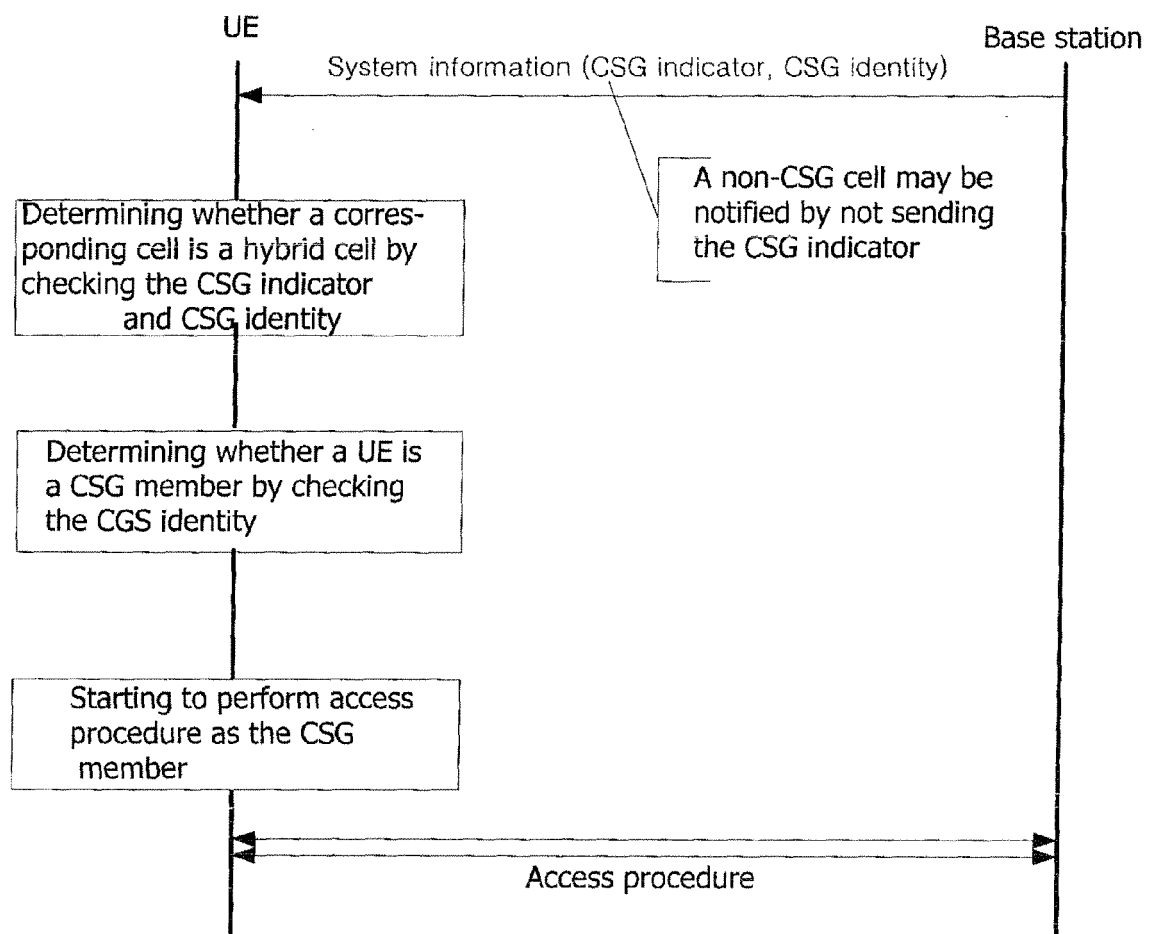 UE
Base station
System information (CSG indicator, CSG identity)
A non-CSG cell may be
notified by not sending
the CSG indicator
Determining whether a corres-
ponding cell is a hybrid cell by
checking the CSG indicator
and CSG identity
Determining whether a UE is
a CSG member by checking
the CGS identity
Starting to perform access
procedure as the CSG
member
Access procedure